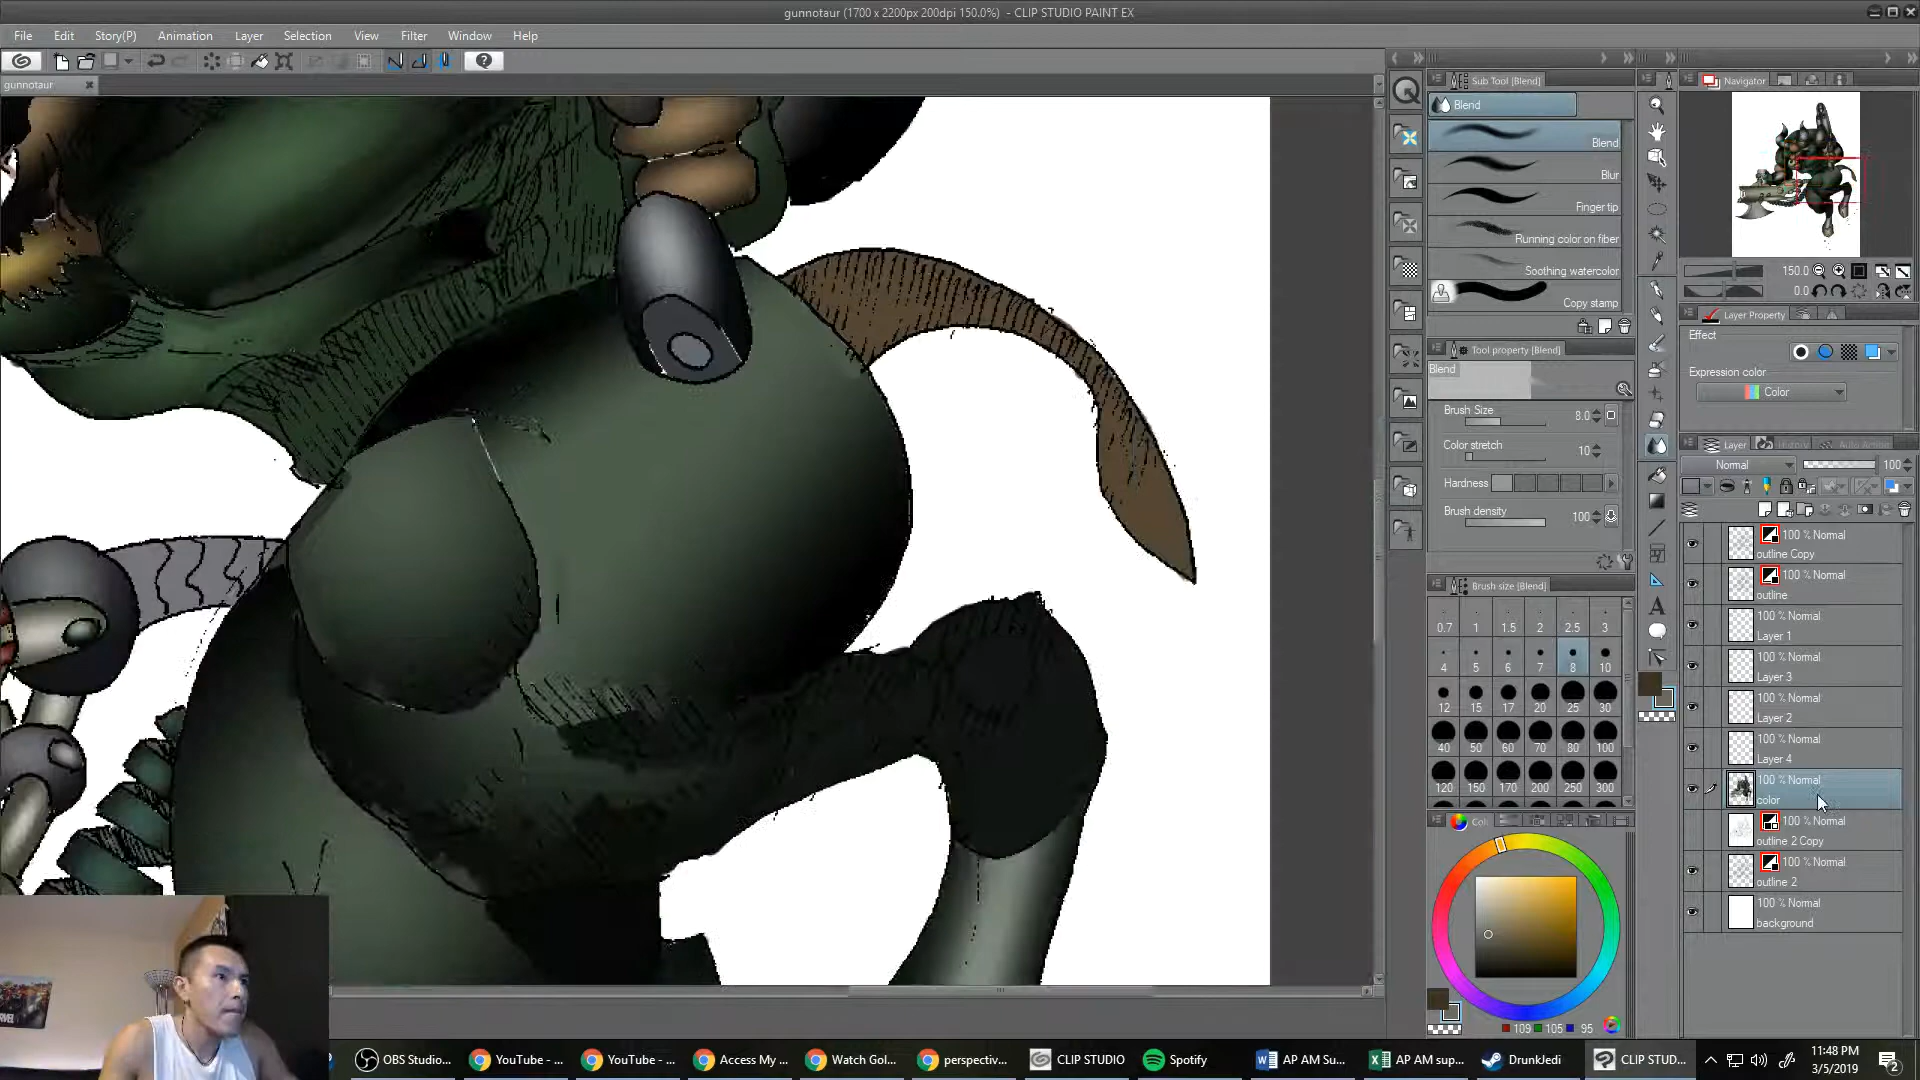 gunnotaur (1700 x 2200px 200dpi 150.0%) - CLIP STUDIO PAINT EX
File Edit Story(P) Animation Layer Selection View Filter Window Help
gunnotaur
Sub Tool [Blend]
Blend
Blend
Blur
Finger tip
Running color on fiber
Soothing watercolor
Copy stamp
Tool property [Blend]
Blend
Brush Size 8.0
Color stretch 10
Hardness
Brush density 100
Brush size [Blend]
0.7 1 1.5 2 2.5 3
4 5 6 7 8 10
12 15 17 20 25 30
40 50 60 70 80 100
120 150 170 200 250 300
109 105 95
Navigator
150.0
0.0
Layer Property
Effect
Expression color
Color
Layer History
Normal 100
100 % Normal
outline Copy
100 % Normal
outline
100 % Normal
Layer 1
100 % Normal
Layer 3
100 % Normal
Layer 2
100 % Normal
Layer 4
100 % Normal
color
100 % Normal
outline 2 Copy
100 % Normal
outline 2
100 % Normal
background
OBS Studio... YouTube - ... YouTube - ... Access My ... Watch Gol... perspectiv... CLIP STUDIO Spotify AP AM Su... AP AM sup... DrunkJedi CLIP STUD...
11:48 PM
3/5/2019
2